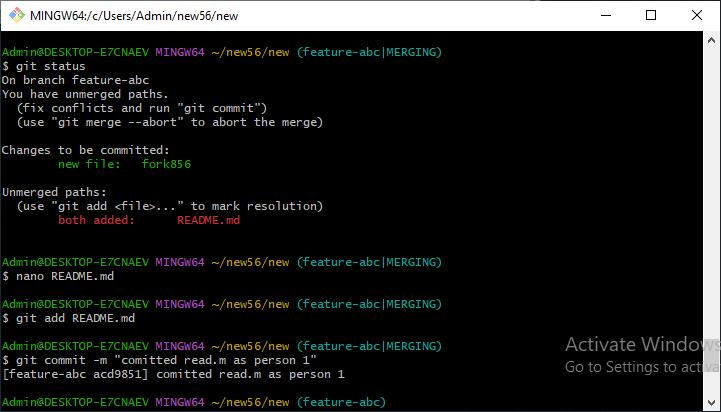 MINGW64:/c/Users/Admin/new56/new
Admin@DESKTOP-E7CNAEV MINGW64 ~/new56/new (feature-abc|MERGING)
$ git status
On branch feature-abc
You have unmerged paths.
  (fix conflicts and run "git commit")
  (use "git merge --abort" to abort the merge)

Changes to be committed:
        new file:   fork856

Unmerged paths:
  (use "git add <file>..." to mark resolution)
        both added:      README.md

Admin@DESKTOP-E7CNAEV MINGW64 ~/new56/new (feature-abc|MERGING)
$ nano README.md

Admin@DESKTOP-E7CNAEV MINGW64 ~/new56/new (feature-abc|MERGING)
$ git add README.md

Admin@DESKTOP-E7CNAEV MINGW64 ~/new56/new (feature-abc|MERGING)
$ git commit -m "comitted read.m as person 1"
[feature-abc acd9851] comitted read.m as person 1

Admin@DESKTOP-E7CNAEV MINGW64 ~/new56/new (feature-abc)
Activate Windows
Go to Settings to activa